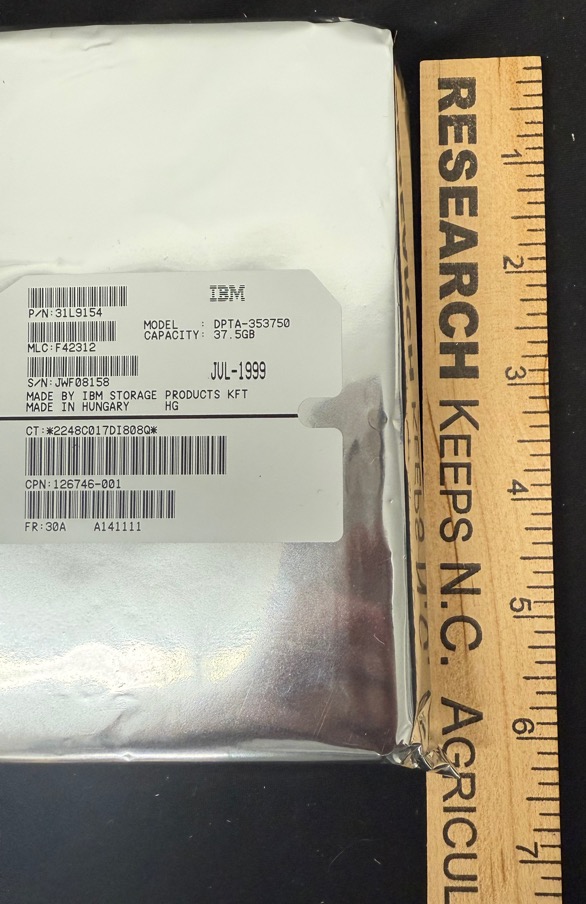 IBM
P/N:31L9154
MODEL : DPTA-353750
CAPACITY: 37.5GB
MLC:F42312
JUL-1999
S/N:JWF08158
MADE BY IBM STORAGE PRODUCTS KFT
MADE IN HUNGARY HG
CT:*2248C017DI808Q*
CPN:126746-001
FR:30A A141111
RESEARCH KEEPS N.C. AGRICUL
1
2
3
4
5
6
7